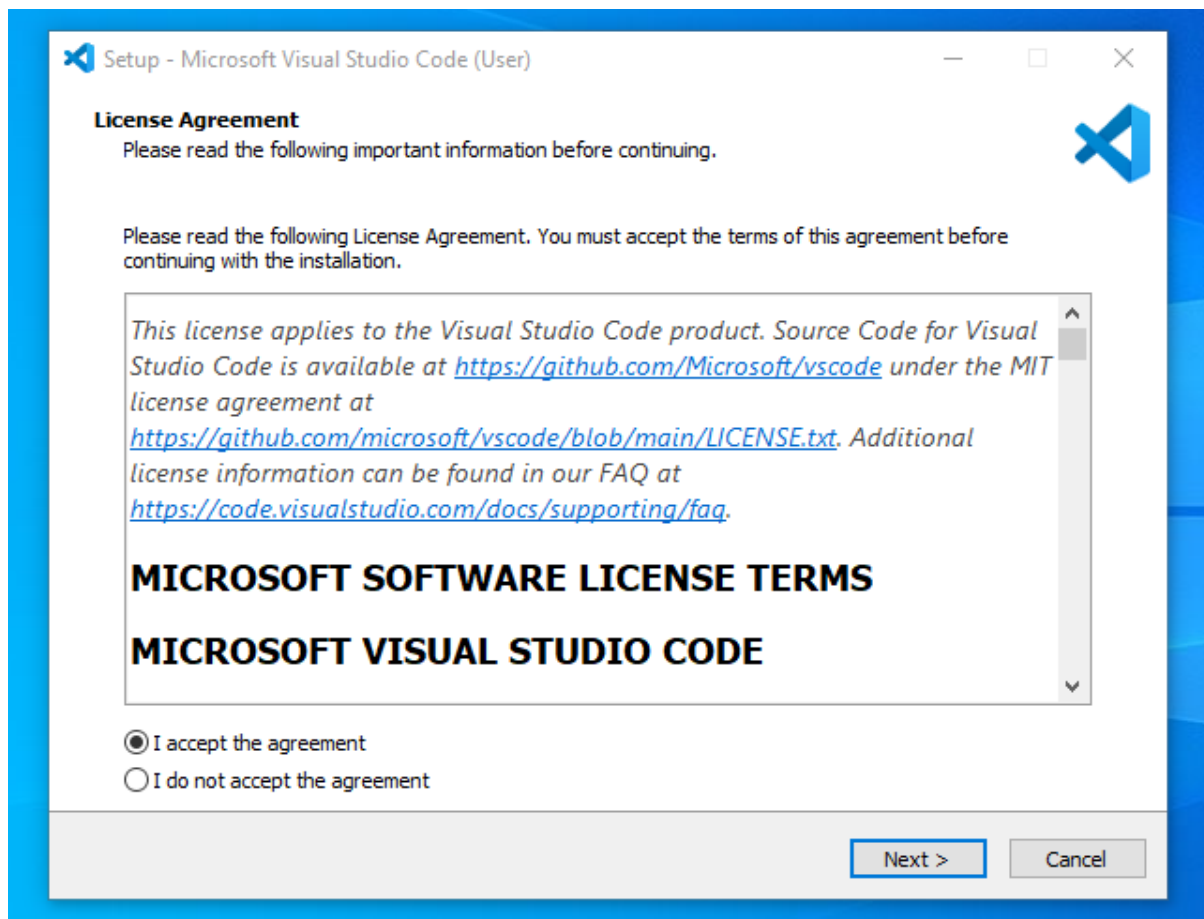 Setup - Microsoft Visual Studio Code (User)
License Agreement
Please read the following important information before continuing.
Please read the following License Agreement. You must accept the terms of this agreement before
continuing with the installation.
This license applies to the Visual Studio Code product. Source Code for Visual
Studio Code is available at https://github.com/Microsoft/vscode under the MIT
license agreement at
https://github.com/microsoft/vscode/blob/main/LICENSE.txt. Additional
license information can be found in our FAQ at
https://code.visualstudio.com/docs/supporting/faq.
MICROSOFT SOFTWARE LICENSE TERMS
MICROSOFT VISUAL STUDIO CODE
I accept the agreement
I do not accept the agreement
Next > Cancel